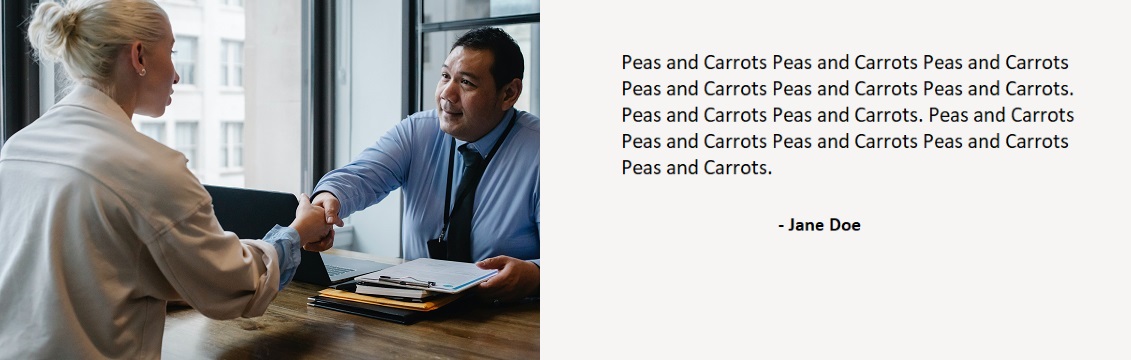 Peas and Carrots Peas and Carrots Peas and Carrots
Peas and Carrots Peas and Carrots Peas and Carrots.
Peas and Carrots Peas and Carrots. Peas and Carrots
Peas and Carrots Peas and Carrots Peas and Carrots
Peas and Carrots.
- Jane Doe